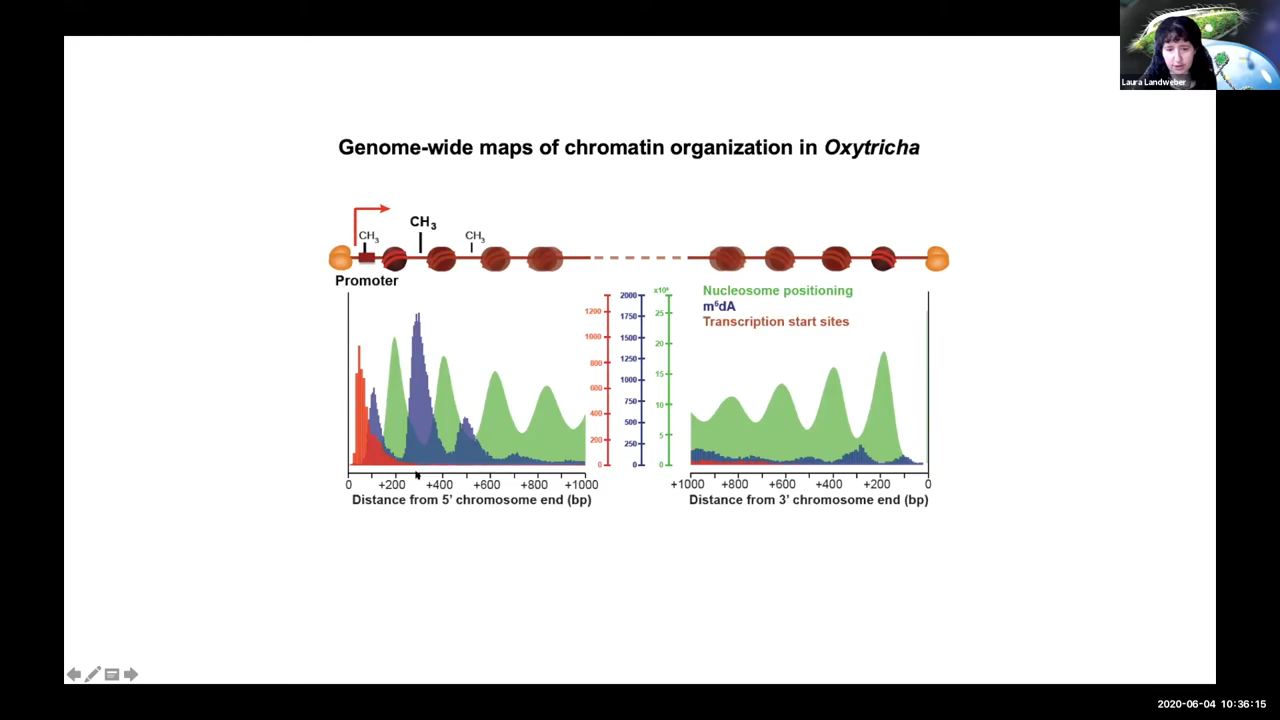 Laura Landweber
Genome-wide maps of chromatin organization in Oxytricha
CH3
CH3
CH3
Promoter
Nucleosome positioning
m6dA
Transcription start sites
1200
1000
800
600
400
200
0
2000
1750
1500
1250
1000
750
500
250
0
25
20
15
10
5
0
0 +200 +400 +600 +800 +1000
+1000 +800 +600 +400 +200 0
Distance from 5' chromosome end (bp)
Distance from 3' chromosome end (bp)
2020-06-04 10:36:15